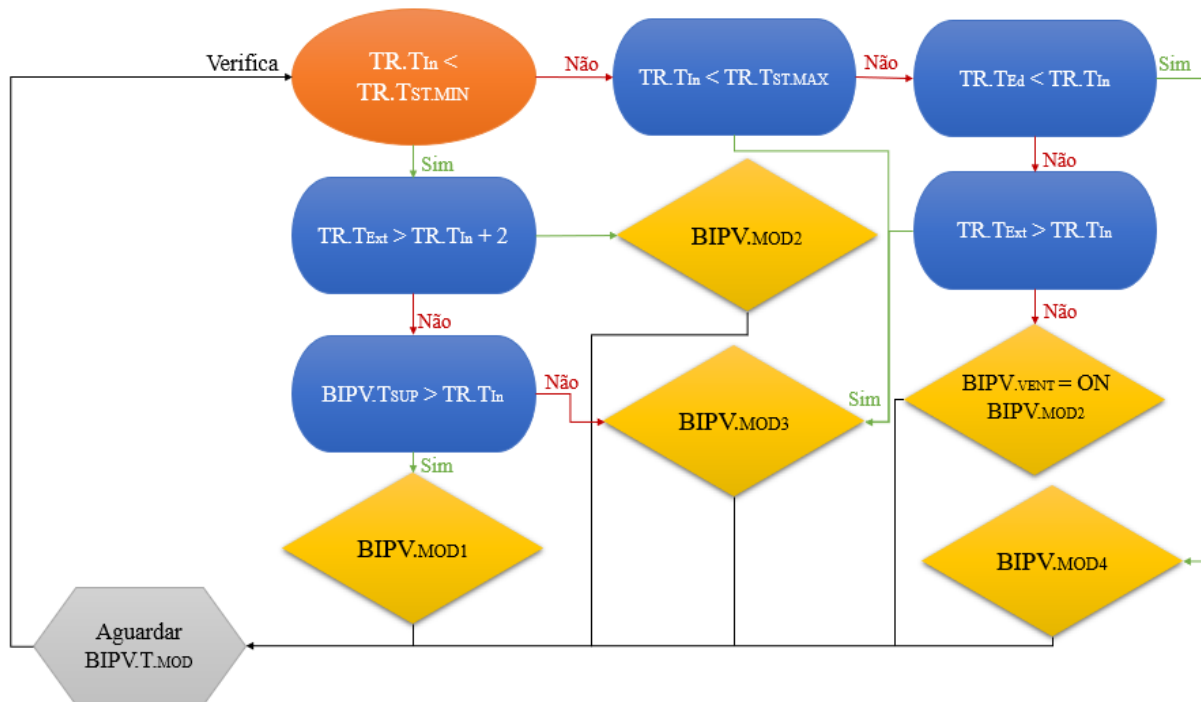 Verifica
TR.TIn <
TR.TST.MIN
Não
TR.TIn < TR.TST.MAX
Não
TR.TEd < TR.TIn
Sim
Sim
Não
TR.TExt > TR.TIn + 2
BIPV.MOD2
TR.TExt > TR.TIn
Não
Não
BIPV.TSUP > TR.TIn
Não
BIPV.MOD3
Sim
BIPV.VENT = ON
BIPV.MOD2
Sim
BIPV.MOD1
BIPV.MOD4
Aguardar
BIPV.T.MOD